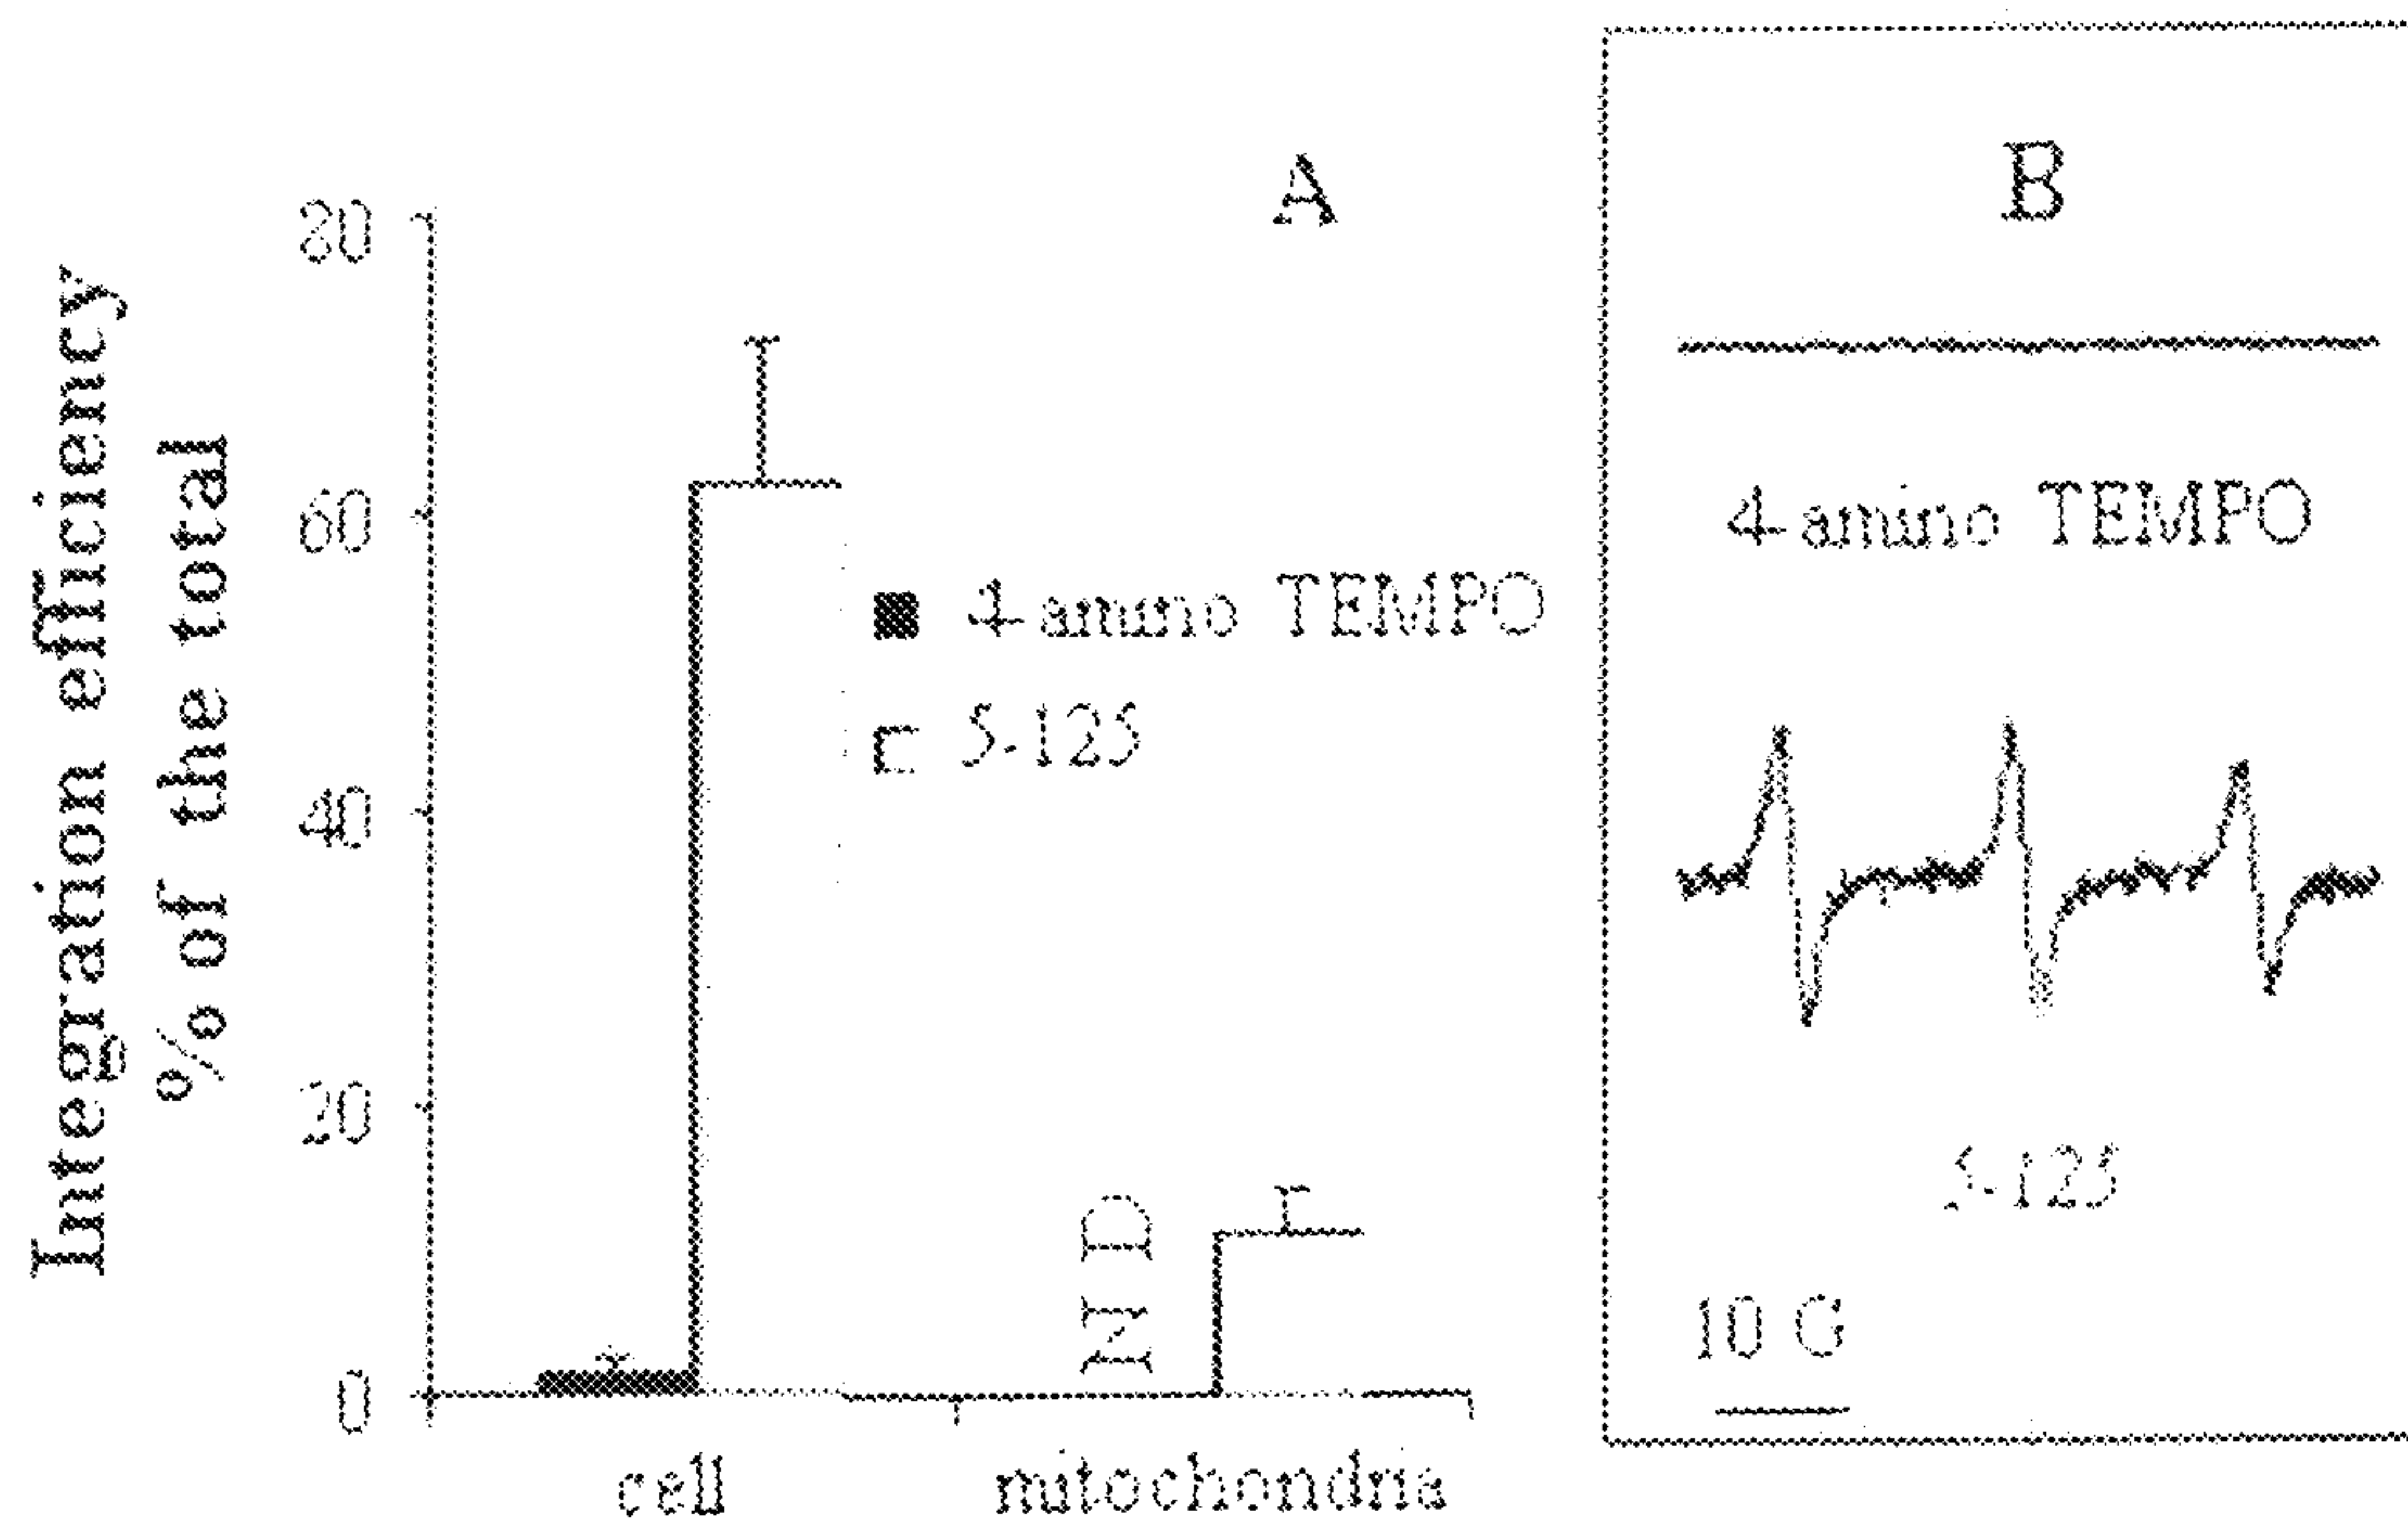 Integration efficiency
% of the total
80
60
40
20
0
A
4-amino TEMPO
5-125
N D
cell
mitochondria
B
4-amino TEMPO
5-125
10 G